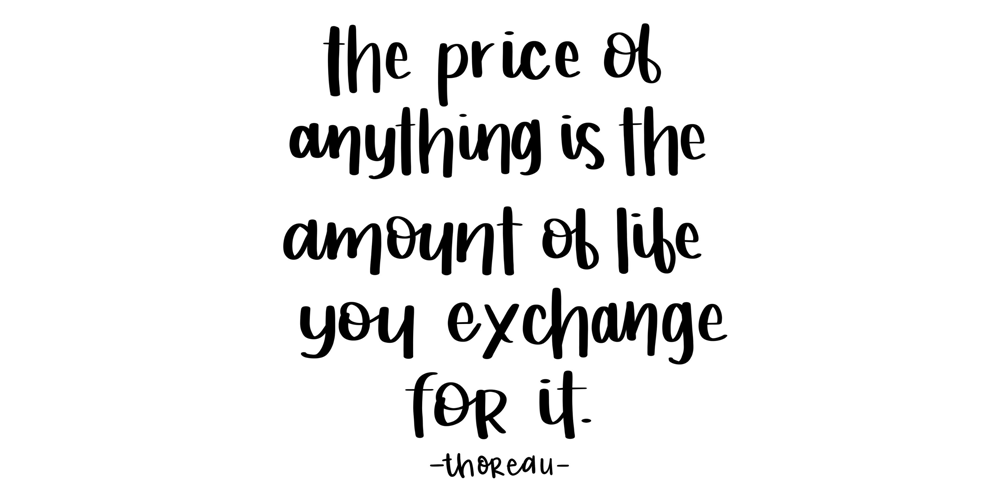 the price of
anything is the
amount of life
you exchange
for it.
-thoreau-